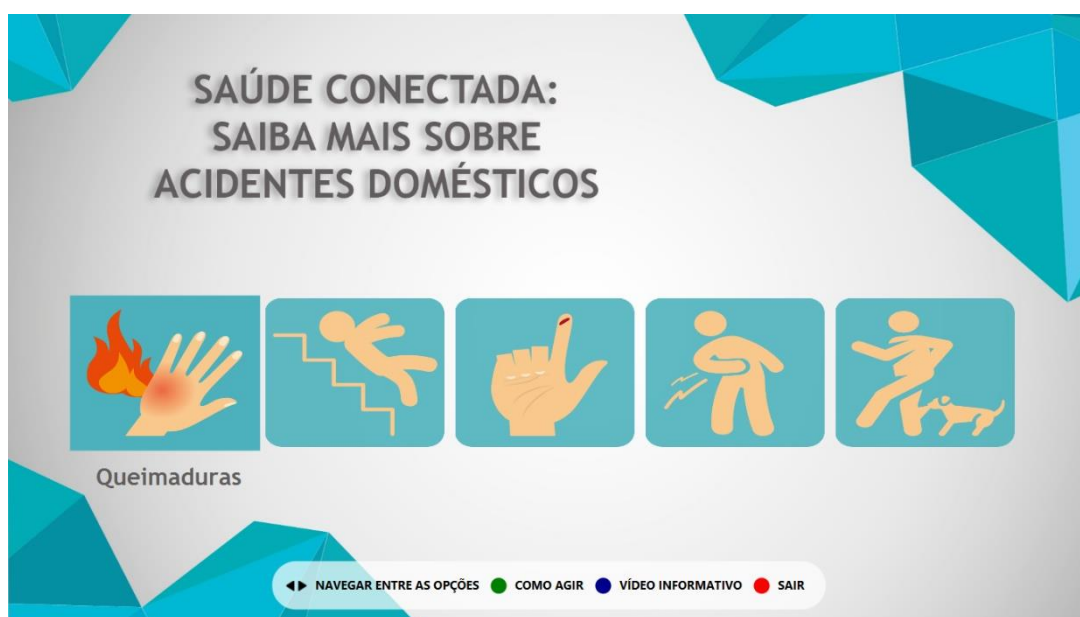 SAÚDE CONECTADA:
SAIBA MAIS SOBRE
ACIDENTES DOMÉSTICOS
Queimaduras
NAVEGAR ENTRE AS OPÇÕES COMO AGIR VÍDEO INFORMATIVO SAIR